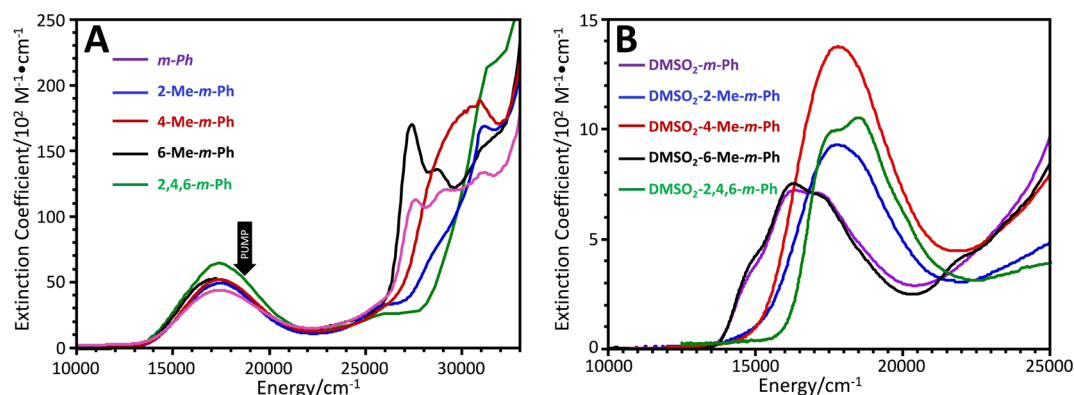 A
250
200
150
100
50
0
Extinction Coefficient/10² M⁻¹•cm⁻¹
m-Ph
2-Me-m-Ph
4-Me-m-Ph
6-Me-m-Ph
2,4,6-m-Ph
PUMP
10000 15000 20000 25000 30000
Energy/cm⁻¹
B
15
10
5
0
Extinction Coefficient/10² M⁻¹•cm⁻¹
DMSO₂-m-Ph
DMSO₂-2-Me-m-Ph
DMSO₂-4-Me-m-Ph
DMSO₂-6-Me-m-Ph
DMSO₂-2,4,6-m-Ph
10000 15000 20000 25000
Energy/cm⁻¹